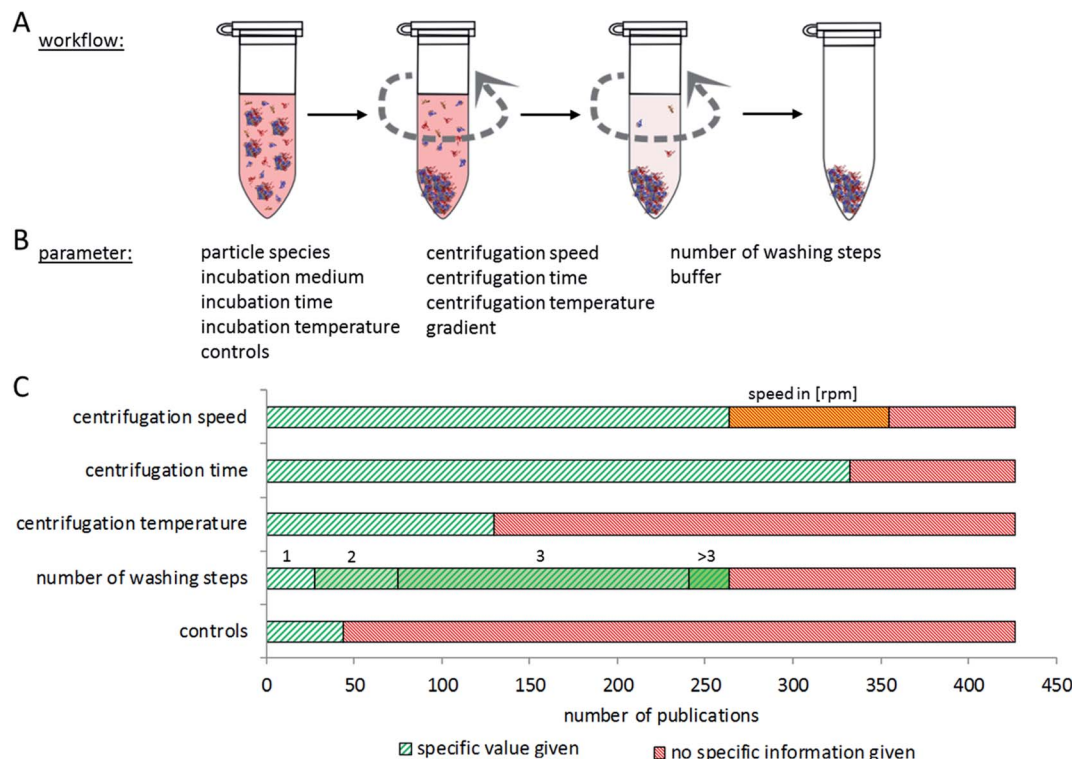 A
workflow:
B
parameter:
particle species
incubation medium
incubation time
incubation temperature
controls
centrifugation speed
centrifugation time
centrifugation temperature
gradient
number of washing steps
buffer
C
speed in [rpm]
centrifugation speed
centrifugation time
centrifugation temperature
1 2 3 >3
number of washing steps
controls
0 50 100 150 200 250 300 350 400 450
number of publications
specific value given
no specific information given